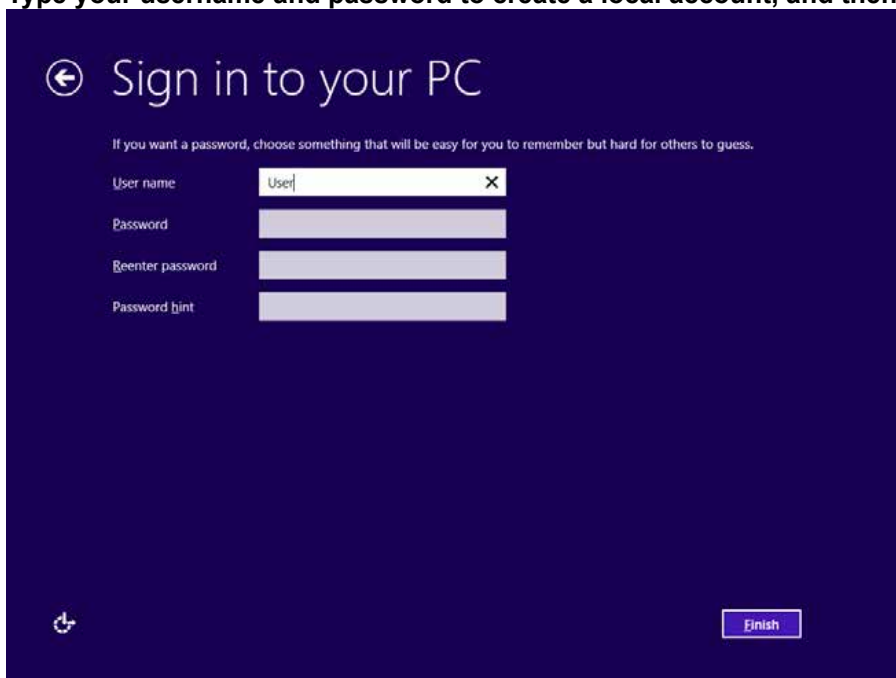 Type your username and password to create a local account, and then
Sign in to your PC
If you want a password, choose something that will be easy for you to remember but hard for others to guess.
User name User
Password
Reenter password
Password hint
Finish